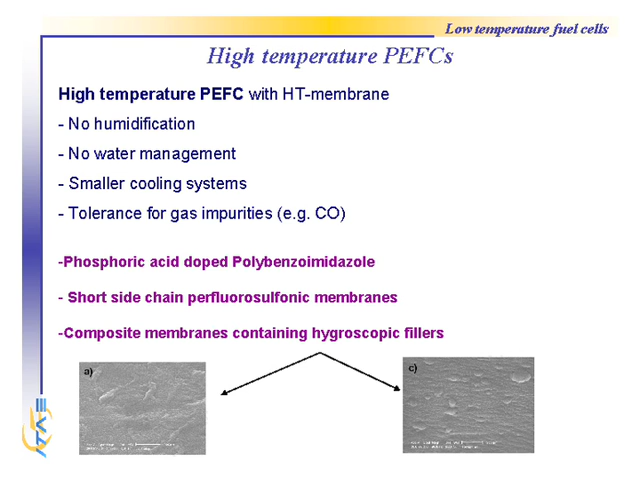 Low temperature fuel cells
High temperature PEFCs
High temperature PEFC with HT-membrane
- No humidification
- No water management
- Smaller cooling systems
- Tolerance for gas impurities (e.g. CO)
-Phosphoric acid doped Polybenzoimidazole
- Short side chain perfluorosulfonic membranes
-Composite membranes containing hygroscopic fillers
a)
c)
ITAE